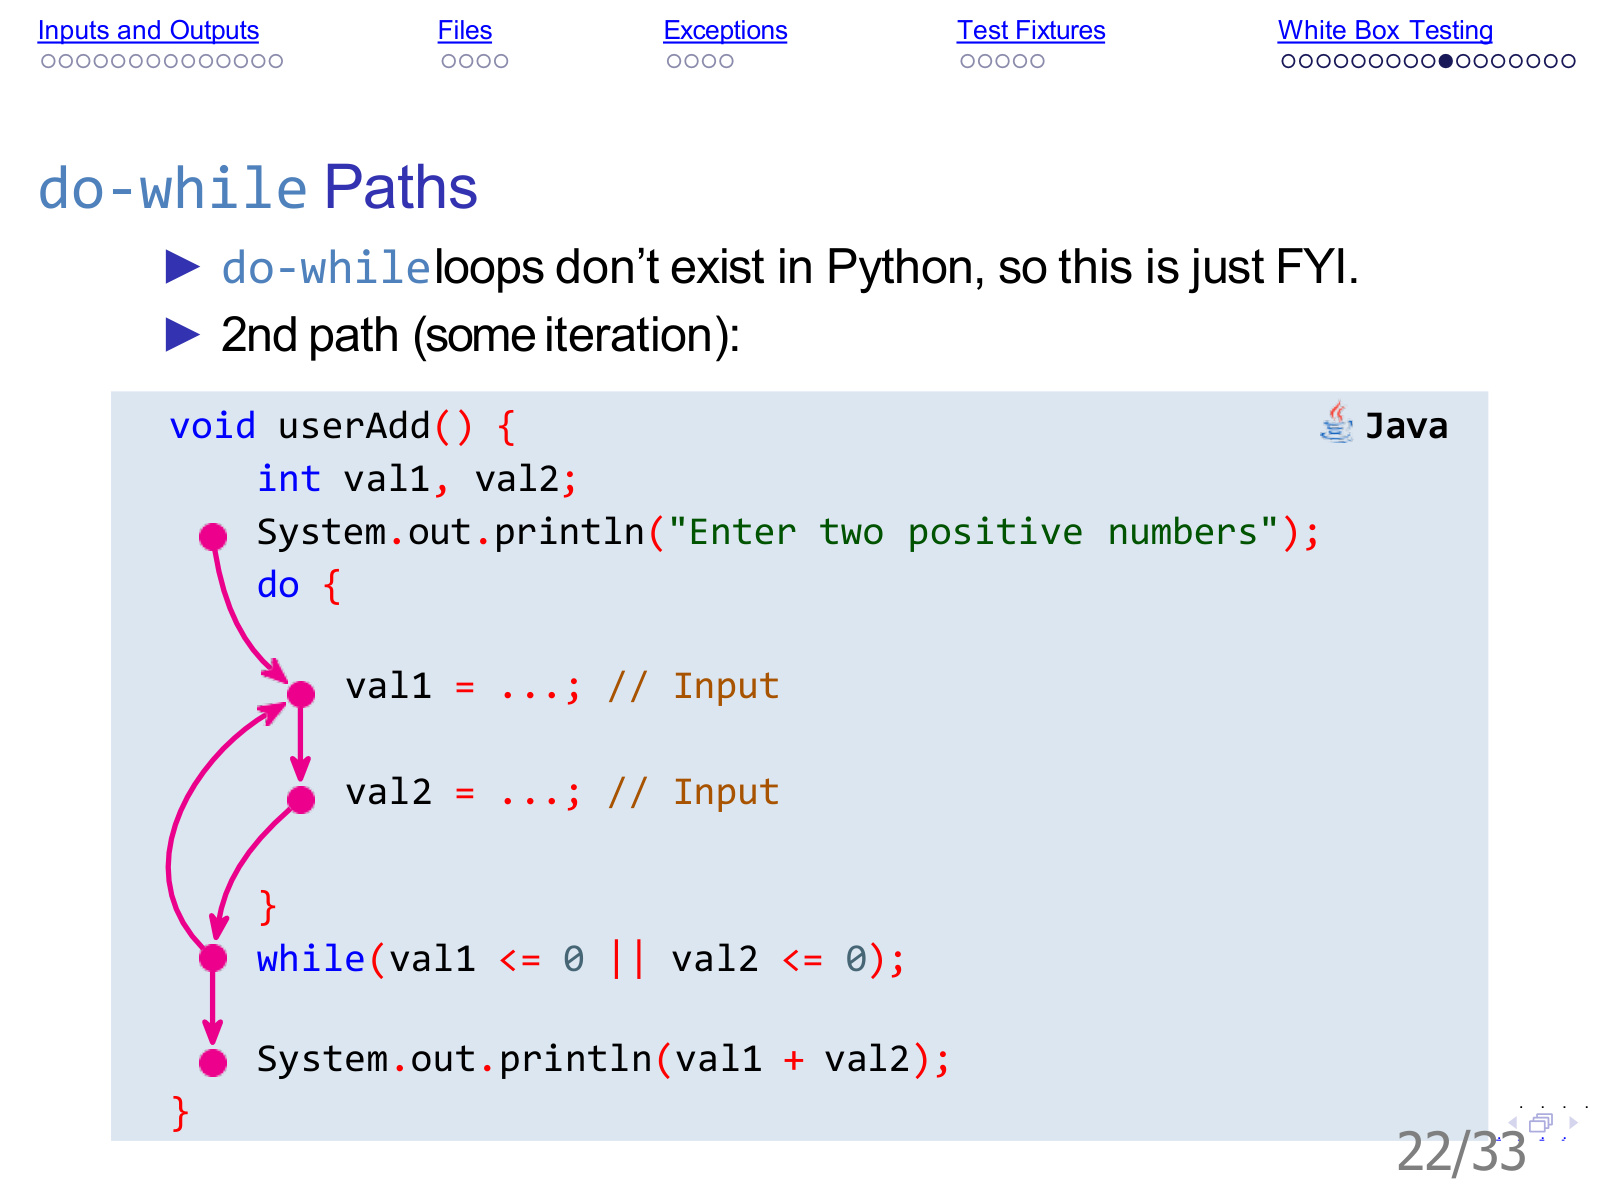 Inputs and Outputs Files Exceptions Test Fixtures White Box Testing
do-while Paths
▶ do-while loops don’t exist in Python, so this is just FYI.
▶ 2nd path (some iteration):
void userAdd() {
Java
int val1, val2;
System.out.println("Enter two positive numbers");
do {
val1 = ...; // Input
val2 = ...; // Input
}
while(val1 <= 0 || val2 <= 0);
System.out.println(val1 + val2);
}
22/33